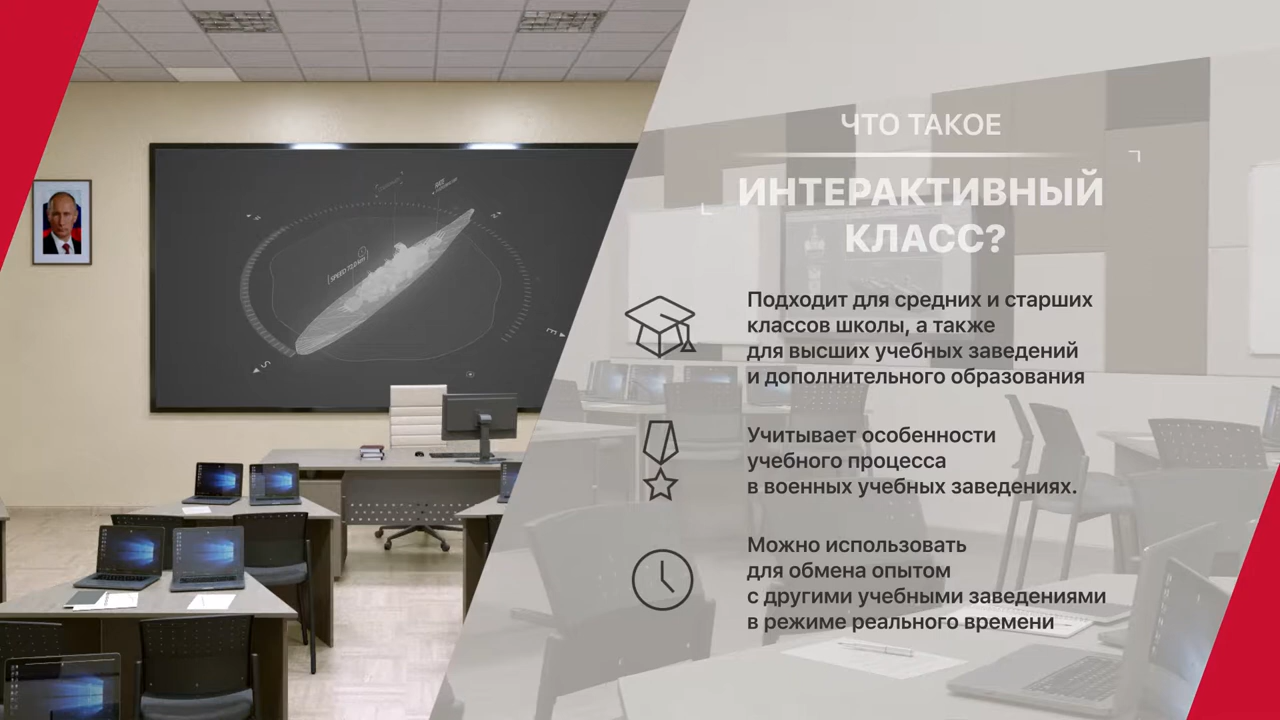 ЧТО ТАКОЕ
ИНТЕРАКТИВНЫЙ
КЛАСС?
Подходит для средних и старших
классов школы, а также
для высших учебных заведений
и дополнительного образования
Учитывает особенности
учебного процесса
в военных учебных заведениях.
Можно использовать
для обмена опытом
с другими учебными заведениями
в режиме реального времени
S
E